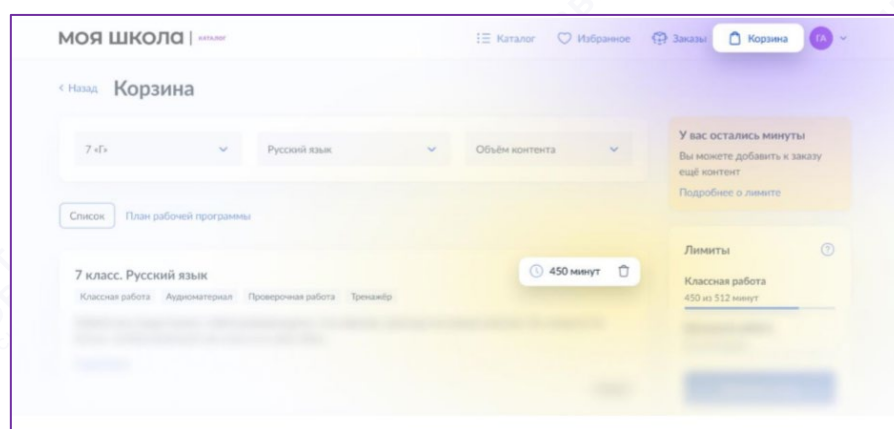 МОЯ ШКОЛА | КАТАЛОГ
Каталог
Избранное
Заказы
Корзина
ГА
Назад
Корзина
7 «Г»
Русский язык
Объём контента
У вас остались минуты
Вы можете добавить к заказу
ещё контент
Подробнее о лимите
Список
План рабочей программы
7 класс. Русский язык
450 минут
Классная работа
Аудиоматериал
Проверочная работа
Тренажёр
Лимиты
?
Классная работа
450 из 512 минут